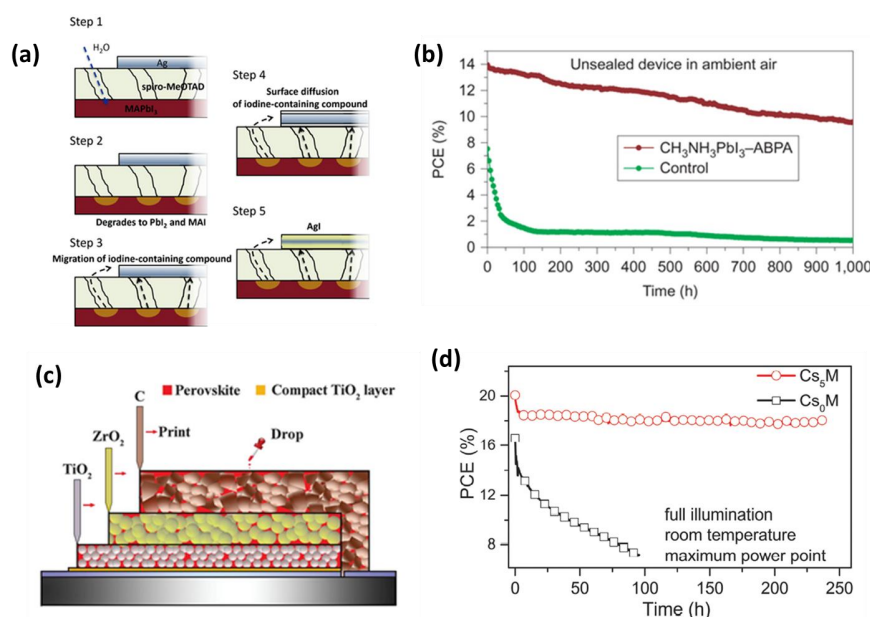 (a)
Step 1
H₂O
Ag
spiro-MeOTAD
MAPbI₃
Step 2
Degrades to PbI₂ and MAI
Step 3
Migration of iodine-containing compound
Step 4
Surface diffusion
of iodine-containing compound
Step 5
AgI
(b)
PCE (%)
16
14
12
10
8
6
4
2
0
Unsealed device in ambient air
CH₃NH₃PbI₃–ABPA
Control
0 100 200 300 400 500 600 700 800 900 1,000
Time (h)
(c)
Perovskite Compact TiO₂ layer
C
Print
Drop
ZrO₂
TiO₂
(d)
PCE (%)
20
16
12
8
Cs₅M
Cs₀M
full illumination
room temperature
maximum power point
0 50 100 150 200 250
Time (h)